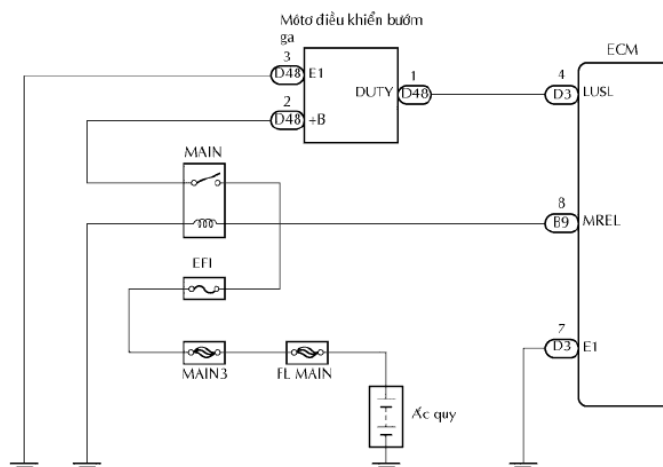 Môtơ điều khiển bướm
ga
ECM
3
D48 E1
1
DUTY D48
4
D3 LUSL
2
D48 +B
MAIN
8
B9 MREL
EFI
7
D3 E1
MAIN3
FL MAIN
Ắc quy